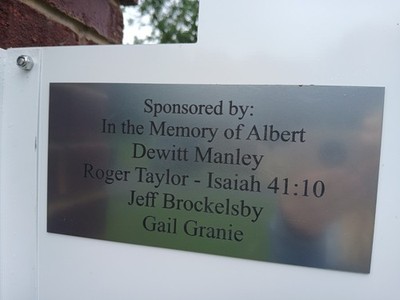 Sponsored by:
In the Memory of Albert
Dewitt Manley
Roger Taylor - Isaiah 41:10
Jeff Brockelsby
Gail Granie